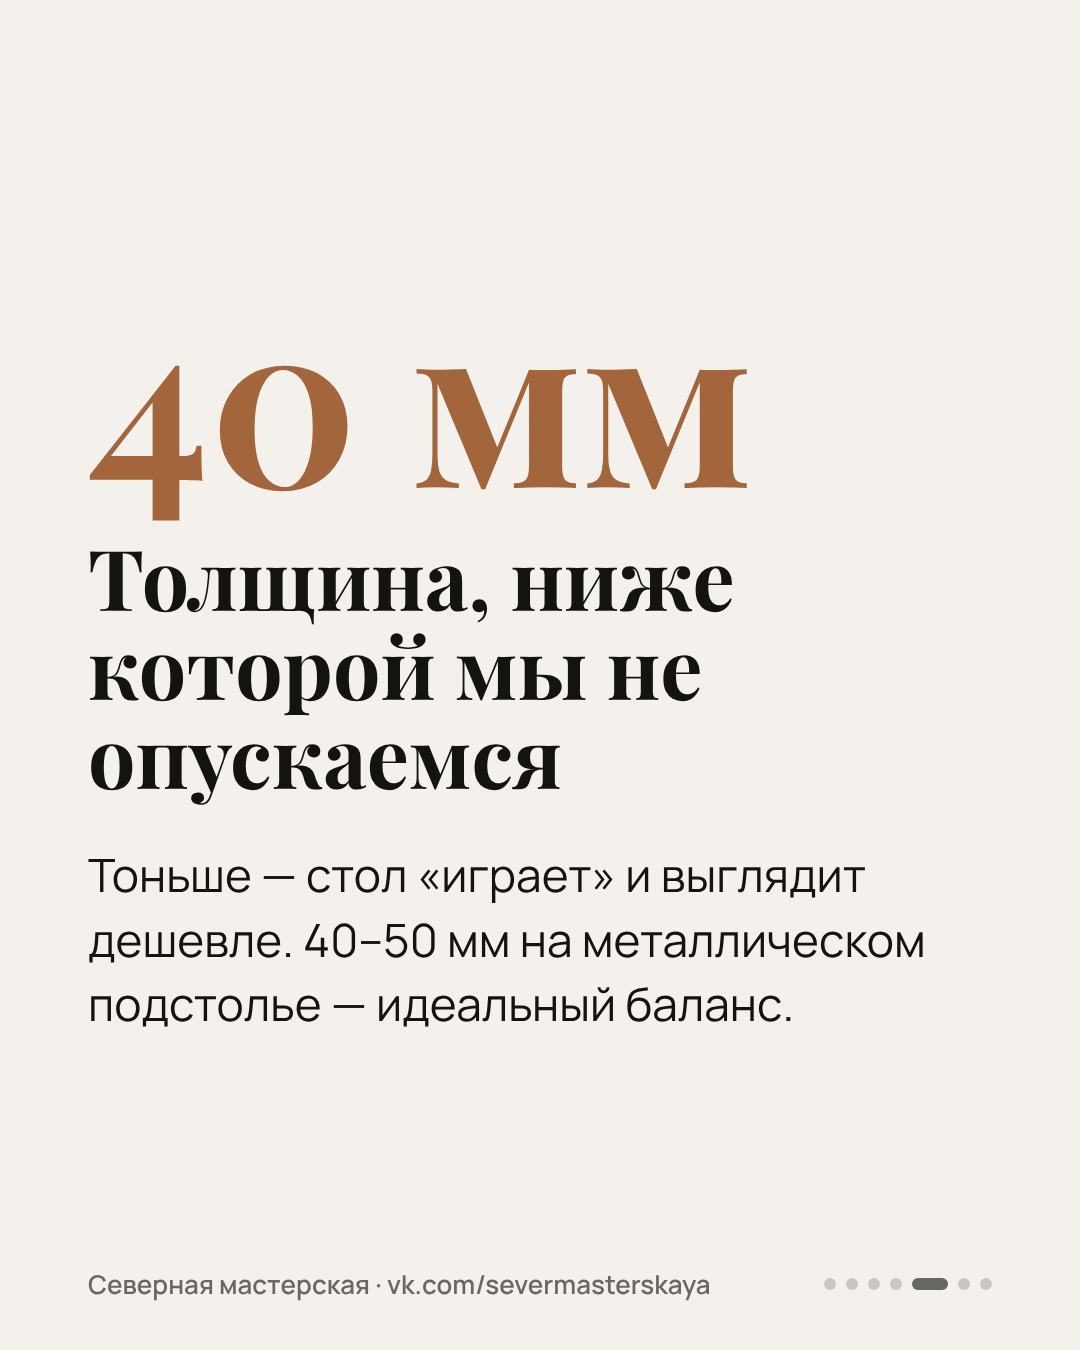 40 мм
Толщина, ниже
которой мы не
опускаемся
Тоньше — стол «играет» и выглядит
дешевле. 40–50 мм на металлическом
подстолье — идеальный баланс.
Северная мастерская · vk.com/severmasterskaya